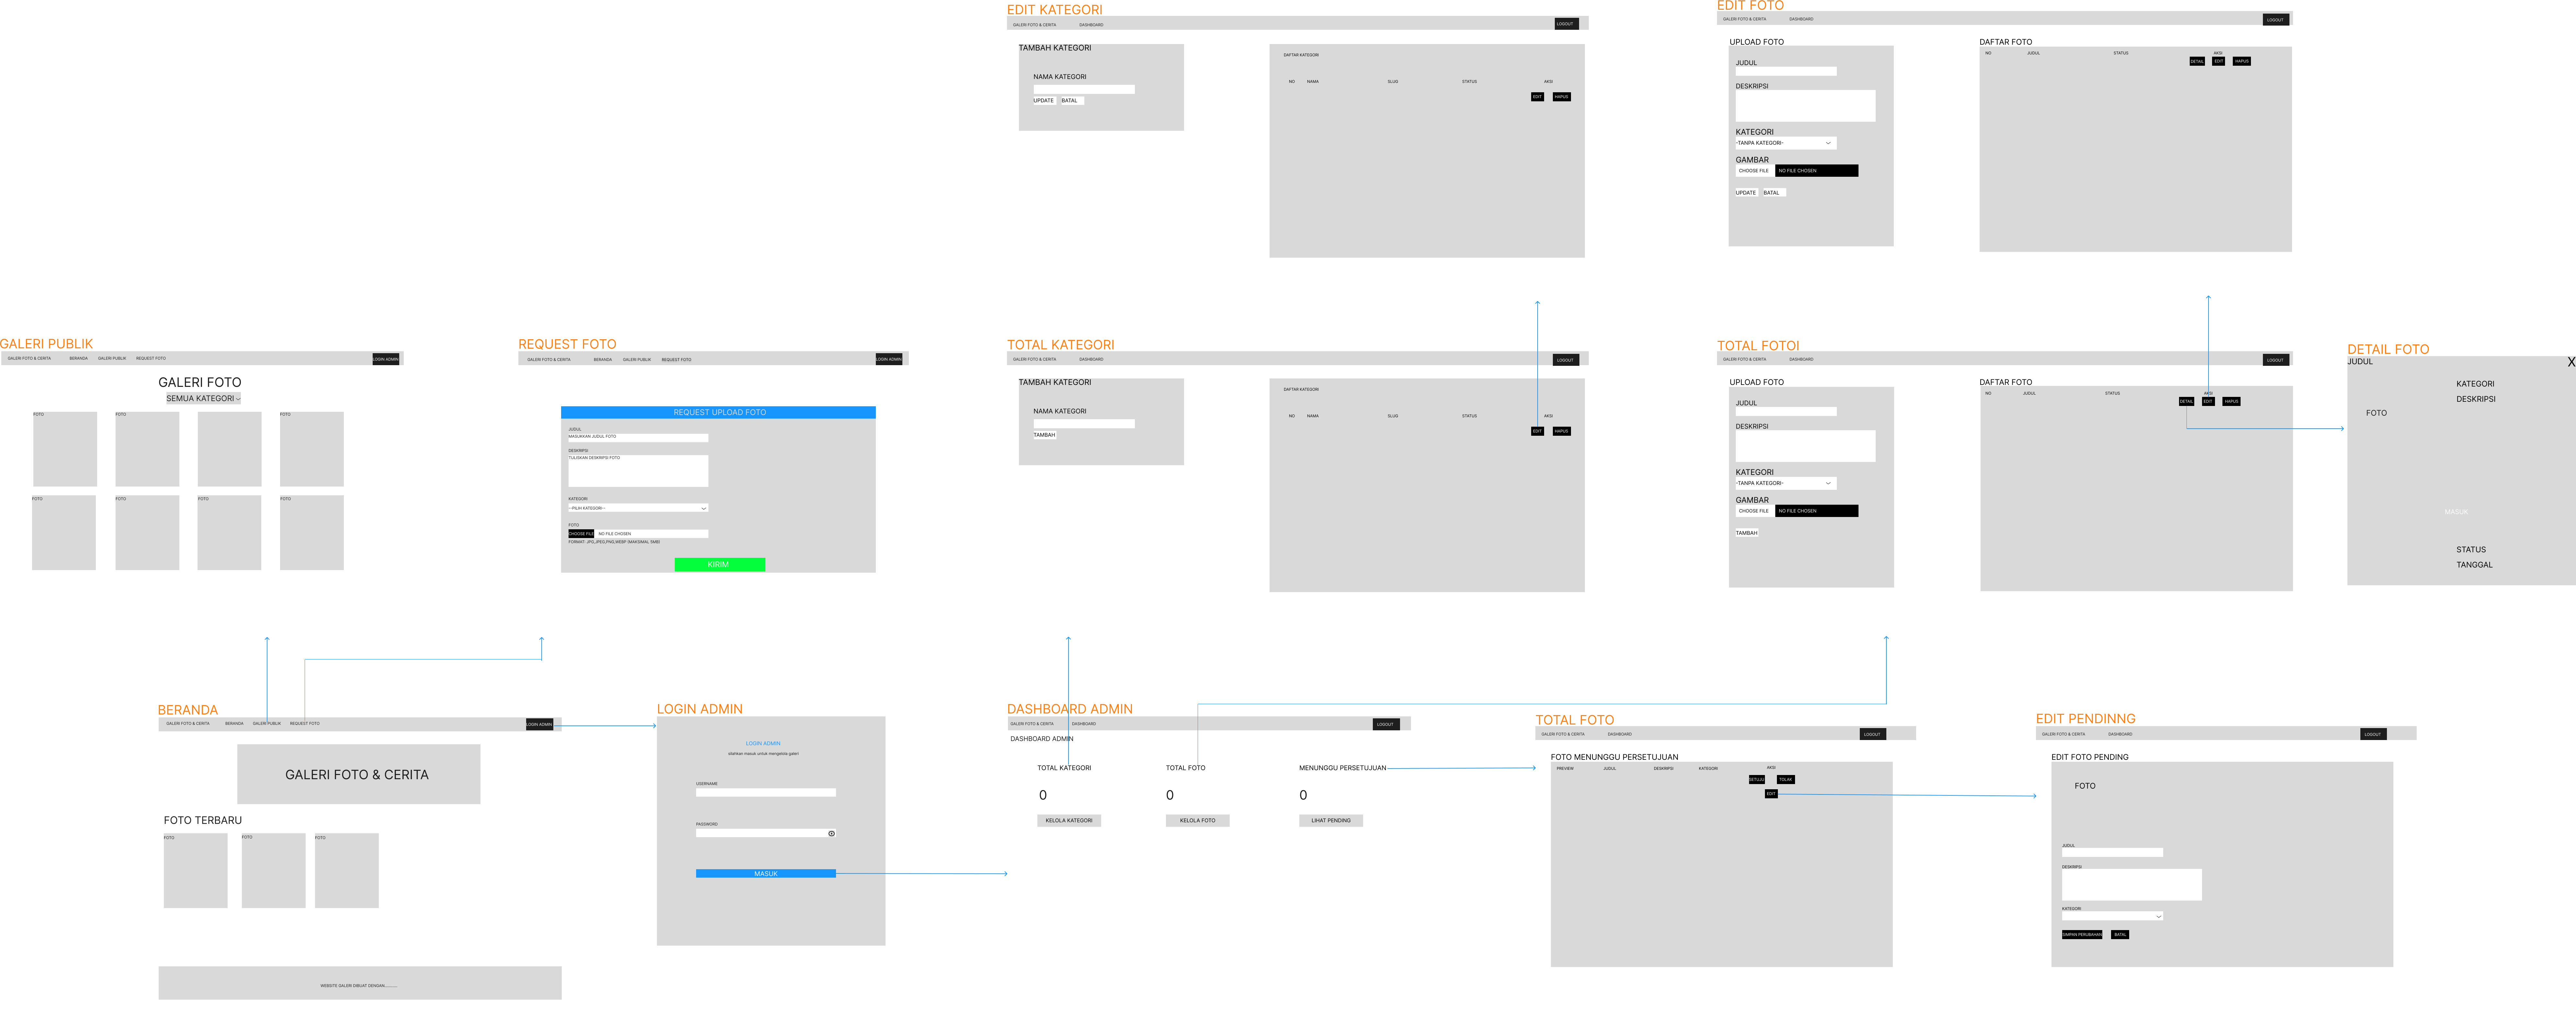 EDIT KATEGORI
GALERI FOTO & CERITA DASHBOARD LOGOUT
TAMBAH KATEGORI
NAMA KATEGORI
UPDATE BATAL
DAFTAR KATEGORI
NO NAMA SLUG STATUS AKSI
EDIT HAPUS
EDIT FOTO
GALERI FOTO & CERITA DASHBOARD LOGOUT
UPLOAD FOTO
JUDUL
DESKRIPSI
KATEGORI
-TANPA KATEGORI-
GAMBAR
CHOOSE FILE NO FILE CHOSEN
UPDATE BATAL
DAFTAR FOTO
NO JUDUL STATUS AKSI
DETAIL EDIT HAPUS
GALERI PUBLIK
GALERI FOTO & CERITA BERANDA GALERI PUBLIK REQUEST FOTO LOGIN ADMIN
GALERI FOTO
SEMUA KATEGORI
FOTO FOTO FOTO
FOTO FOTO FOTO FOTO
REQUEST FOTO
GALERI FOTO & CERITA BERANDA GALERI PUBLIK REQUEST FOTO LOGIN ADMIN
REQUEST UPLOAD FOTO
JUDUL
MASUKKAN JUDUL FOTO
DESKRIPSI
TULISKAN DESKRIPSI FOTO
KATEGORI
--PILIH KATEGORI--
FOTO
CHOOSE FILE NO FILE CHOSEN
FORMAT: JPG,JPEG,PNG,WEBP (MAKSIMAL 5MB)
KIRIM
TOTAL KATEGORI
GALERI FOTO & CERITA DASHBOARD LOGOUT
TAMBAH KATEGORI
NAMA KATEGORI
TAMBAH
DAFTAR KATEGORI
NO NAMA SLUG STATUS AKSI
EDIT HAPUS
TOTAL FOTOI
GALERI FOTO & CERITA DASHBOARD LOGOUT
UPLOAD FOTO
JUDUL
DESKRIPSI
KATEGORI
-TANPA KATEGORI-
GAMBAR
CHOOSE FILE NO FILE CHOSEN
TAMBAH
DAFTAR FOTO
NO JUDUL STATUS AKSI
DETAIL EDIT HAPUS
DETAIL FOTO
JUDUL X
KATEGORI
DESKRIPSI
FOTO
MASUK
STATUS
TANGGAL
BERANDA
GALERI FOTO & CERITA BERANDA GALERI PUBLIK REQUEST FOTO LOGIN ADMIN
GALERI FOTO & CERITA
FOTO TERBARU
FOTO FOTO FOTO
WEBSITE GALERI DIBUAT DENGAN...........
LOGIN ADMIN
LOGIN ADMIN
silahkan masuk untuk mengelola galeri
USERNAME
PASSWORD
MASUK
DASHBOARD ADMIN
GALERI FOTO & CERITA DASHBOARD LOGOUT
DASHBOARD ADMIN
TOTAL KATEGORI TOTAL FOTO MENUNGGU PERSETUJUAN
0 0 0
KELOLA KATEGORI KELOLA FOTO LIHAT PENDING
TOTAL FOTO
GALERI FOTO & CERITA DASHBOARD LOGOUT
FOTO MENUNGGU PERSETUJUAN
PREVIEW JUDUL DESKRIPSI KATEGORI AKSI
SETUJU TOLAK
EDIT
EDIT PENDINNG
GALERI FOTO & CERITA DASHBOARD LOGOUT
EDIT FOTO PENDING
FOTO
JUDUL
DESKRIPSI
KATEGORI
SIMPAN PERUBAHAN BATAL